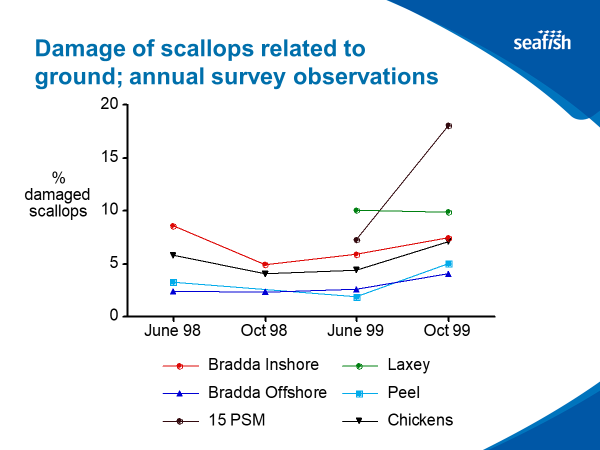 Damage of scallops related to
ground; annual survey observations
seafish
20
15
10
5
0
%
damaged
scallops
June 98 Oct 98 June 99 Oct 99
Bradda Inshore Laxey
Bradda Offshore Peel
15 PSM Chickens